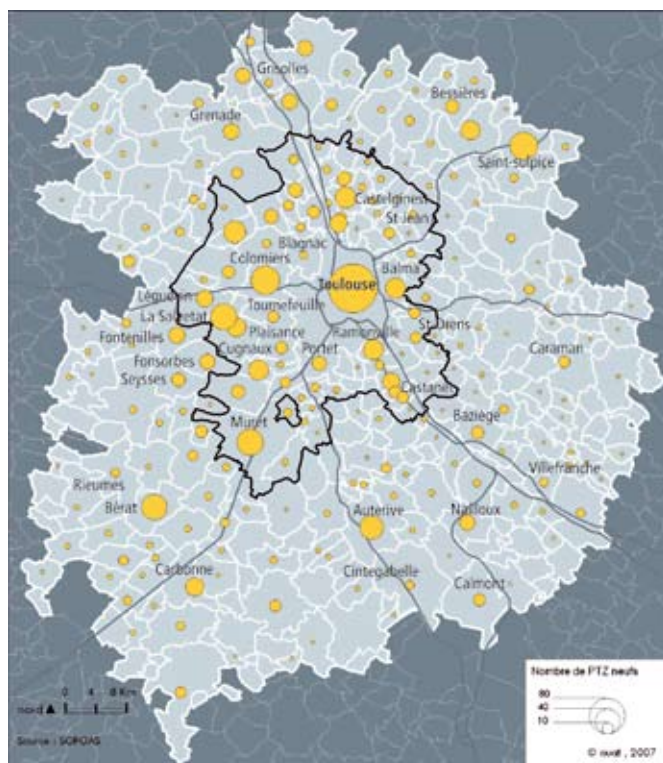 Grisolles
Bessières
Grenade
Saint-sulpice
Castelginest
St-Jean
Blagnac
Colomiers
Balma
Toulouse
Léguevin
Tournefeuille
La Salvetat
St-Orens
Plaisance
Ramonville
Fontenilles
Cugnaux
Portet
Caraman
Fonsorbes
Seysses
Castanet
Baziège
Muret
Villefranche
Rieumes
Bérat
Auterive
Nailloux
Carbonne
Cintegabelle
Calmont
Nombre de PTZ neufs
80
40
10
0 4 8 Km
nord
Source :
© auat, 2007